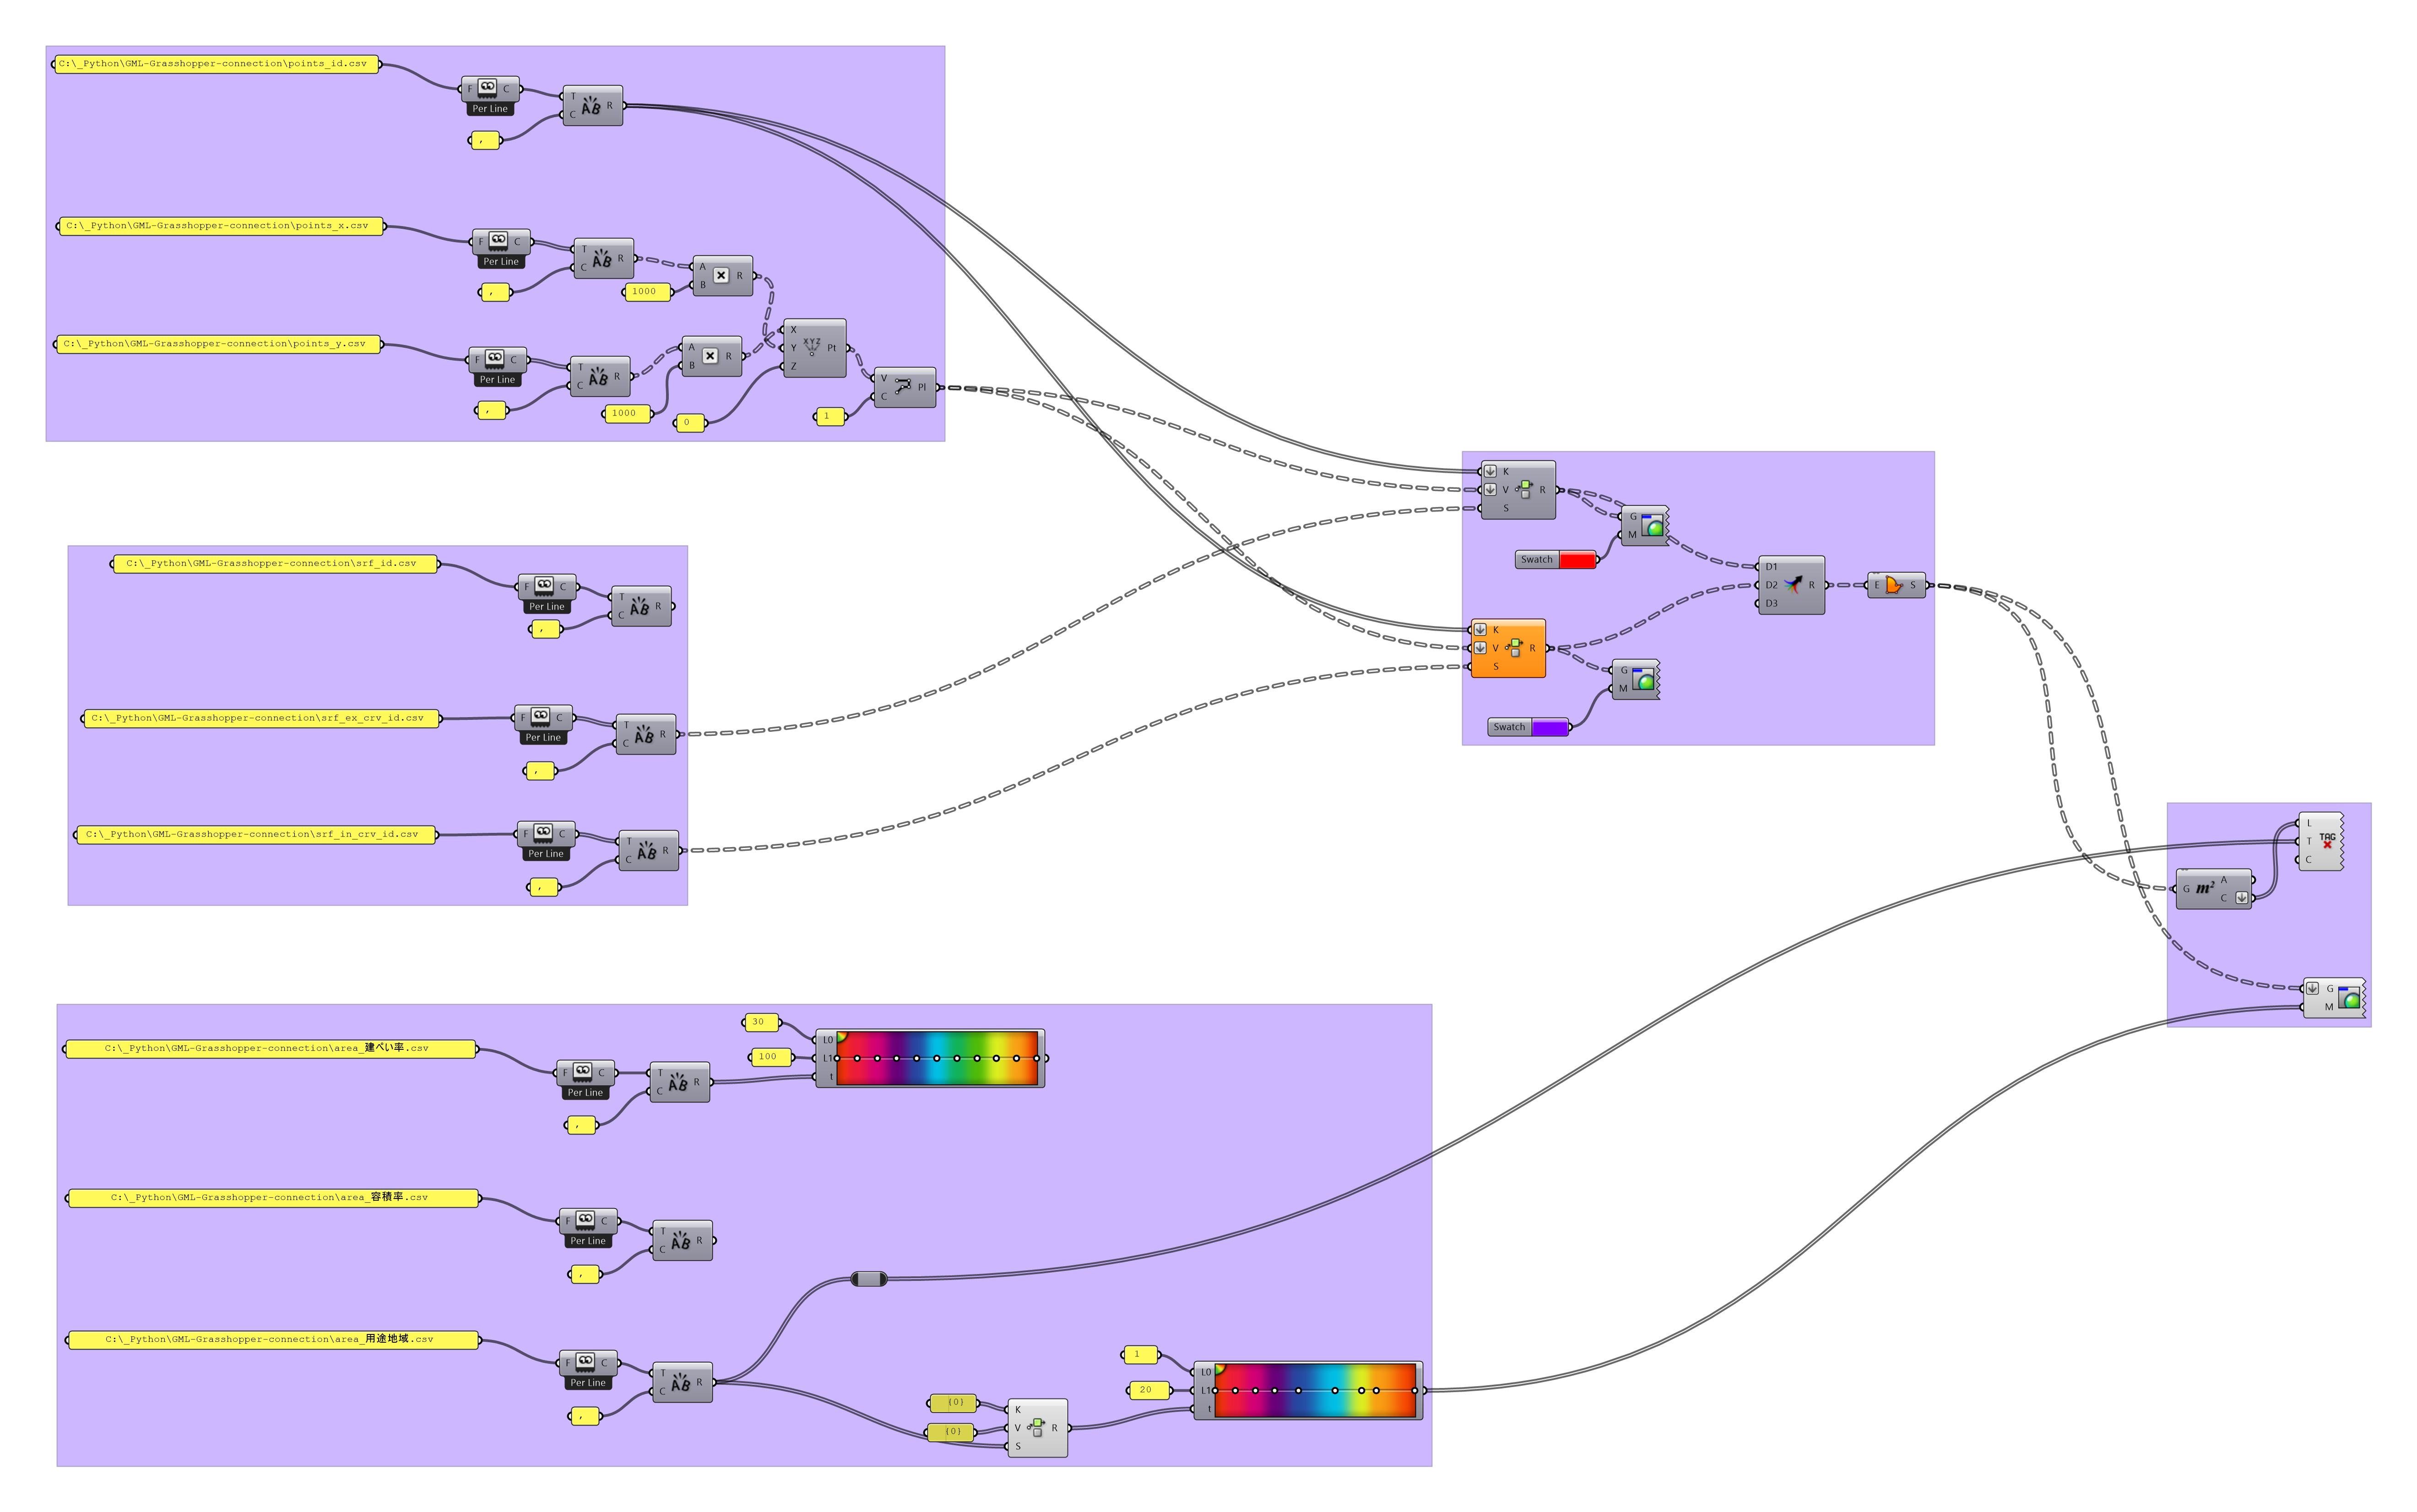 C:\_Python\GML-Grasshopper-connection\points_id.csv
F C
Per Line
T
C
R
,
C:\_Python\GML-Grasshopper-connection\points_x.csv
F C
Per Line
T
C
R
,
A
B
R
1000
C:\_Python\GML-Grasshopper-connection\points_y.csv
F C
Per Line
T
C
R
,
A
B
R
1000
0
X
Y
Z
XYZ
Pt
V
C
Pl
1
C:\_Python\GML-Grasshopper-connection\srf_id.csv
F C
Per Line
T
C
R
,
C:\_Python\GML-Grasshopper-connection\srf_ex_crv_id.csv
F C
Per Line
T
C
R
,
C:\_Python\GML-Grasshopper-connection\srf_in_crv_id.csv
F C
Per Line
T
C
R
,
K
V
S
R
G
M
Swatch
K
V
S
R
G
M
Swatch
D1
D2
D3
R
E S
L
T
C
TAG
G m² A
C
G
M
C:\_Python\GML-Grasshopper-connection\area_建ぺい率.csv
F C
Per Line
T
C
R
,
30
100
L0
L1
t
C:\_Python\GML-Grasshopper-connection\area_容積率.csv
F C
Per Line
T
C
R
,
C:\_Python\GML-Grasshopper-connection\area_用途地域.csv
F C
Per Line
T
C
R
,
{0}
{0}
K
V
S
R
1
20
L0
L1
t